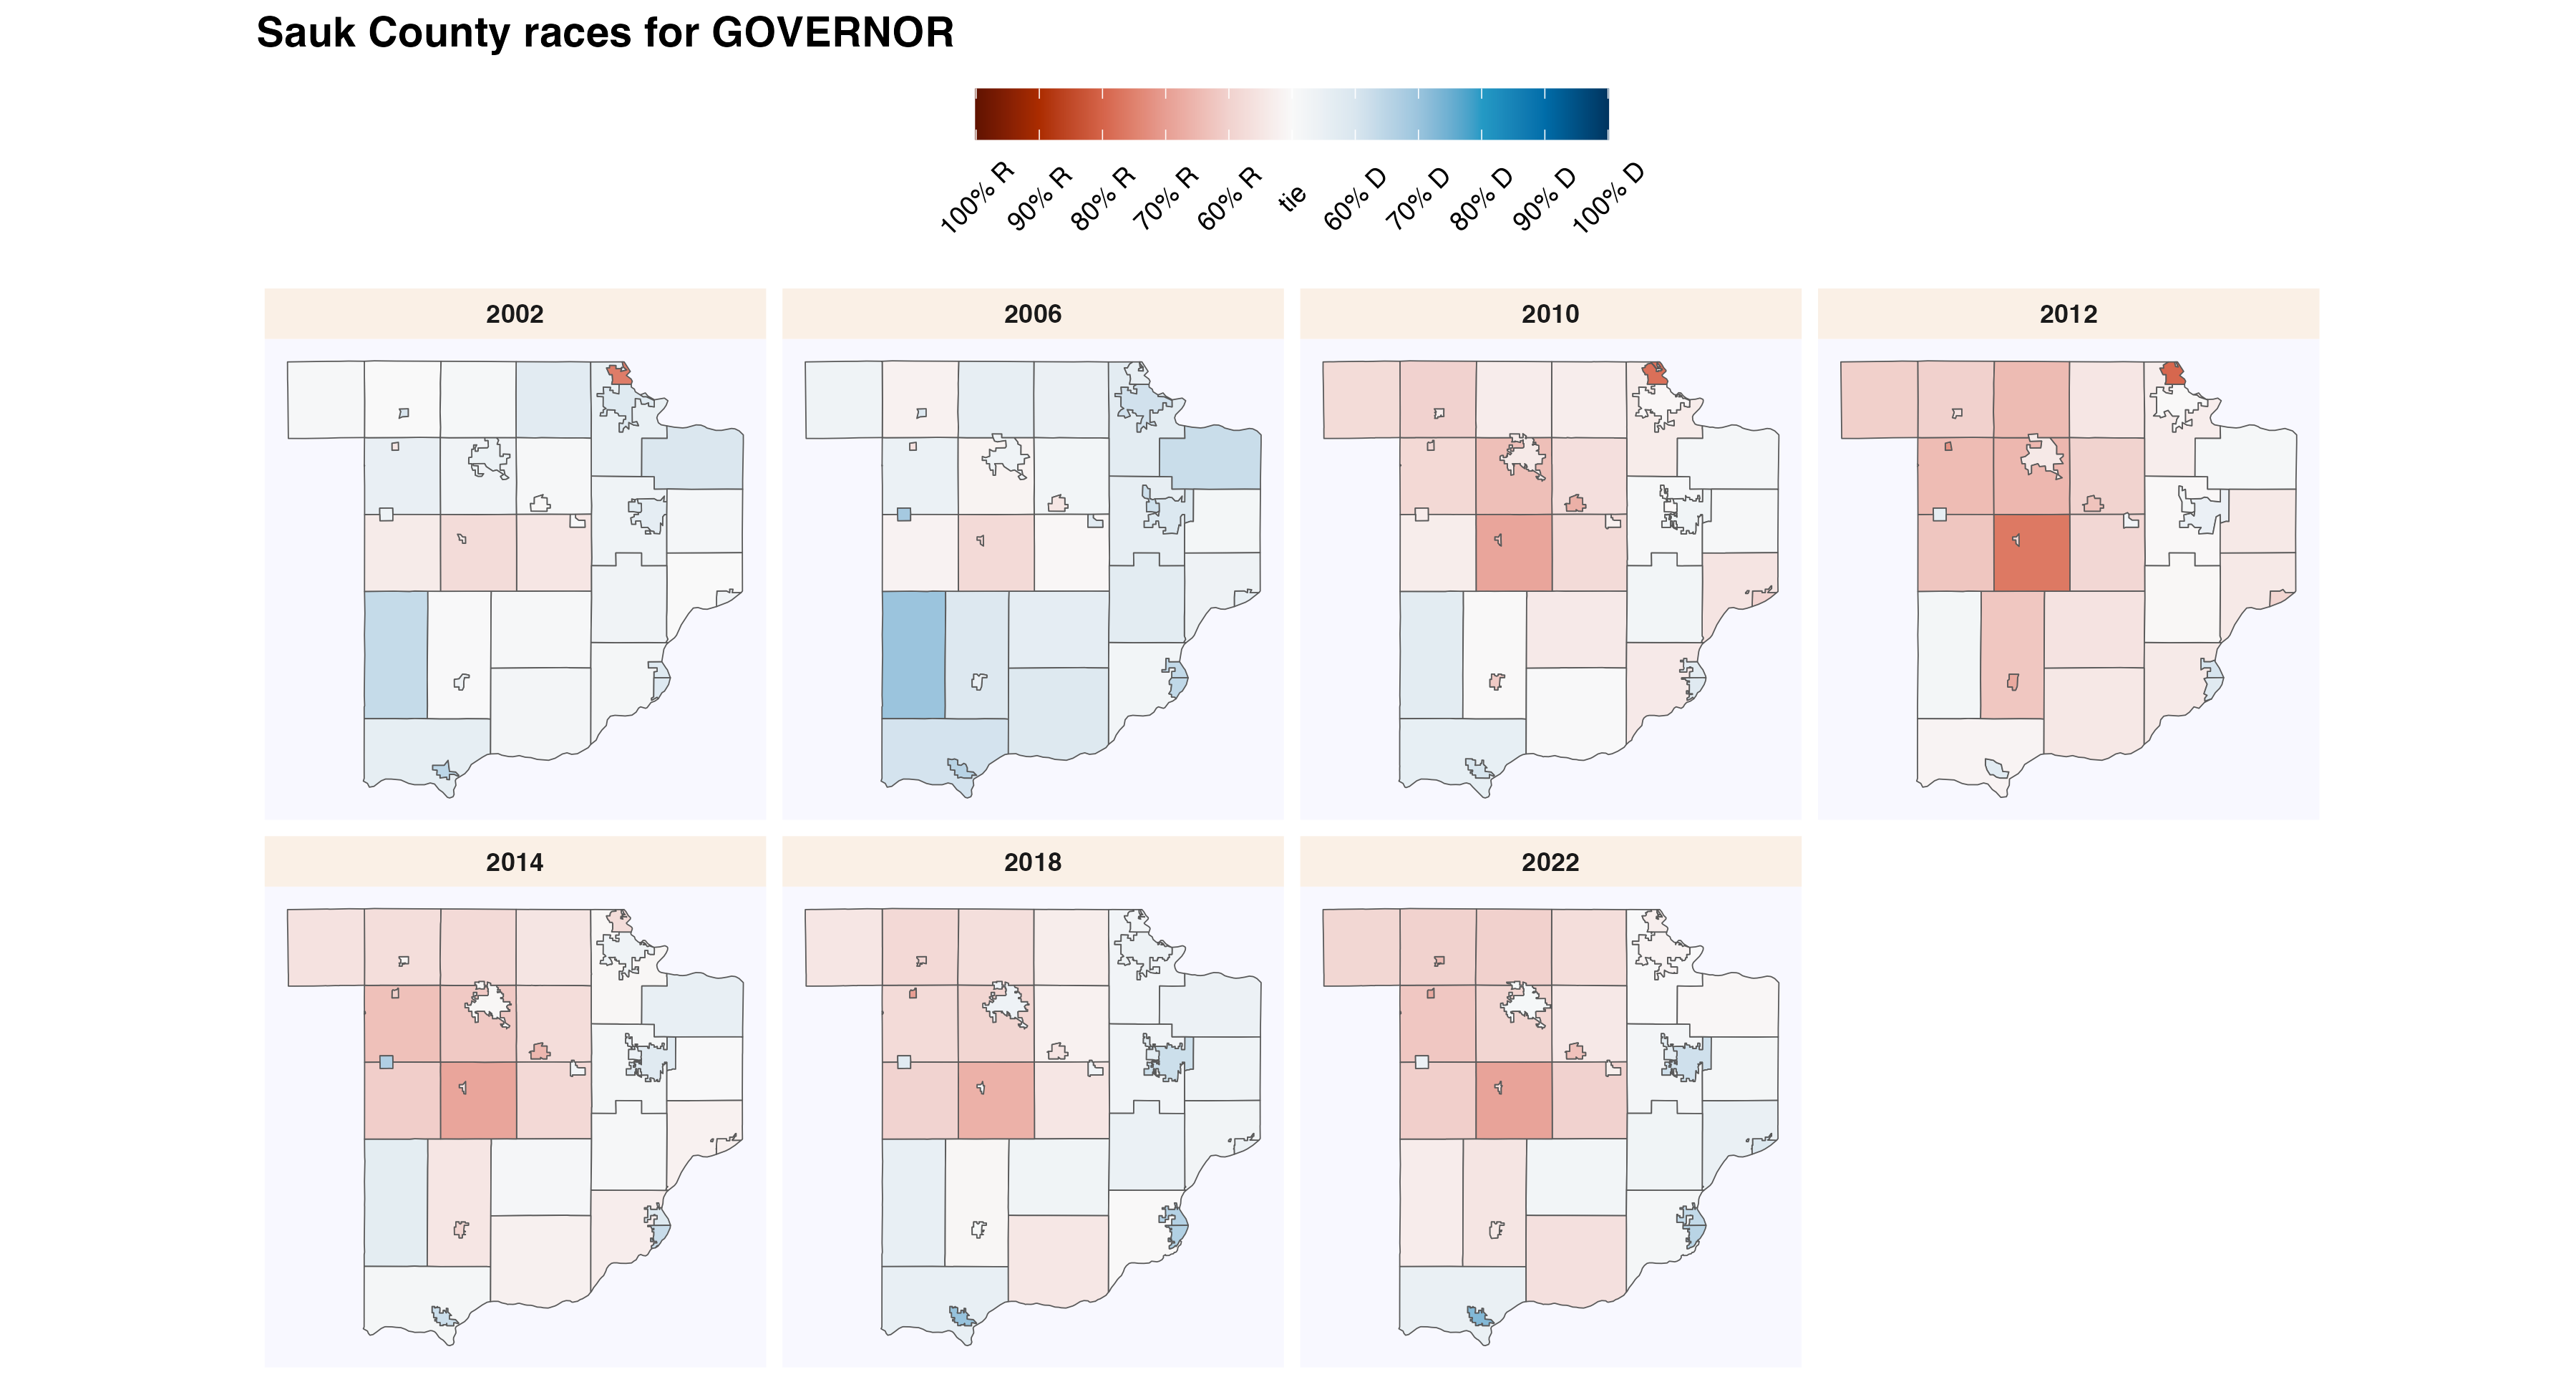 Sauk County races for GOVERNOR
100% R 90% R 80% R 70% R 60% R tie 60% D 70% D 80% D 90% D 100% D
2002 2006 2010 2012
2014 2018 2022